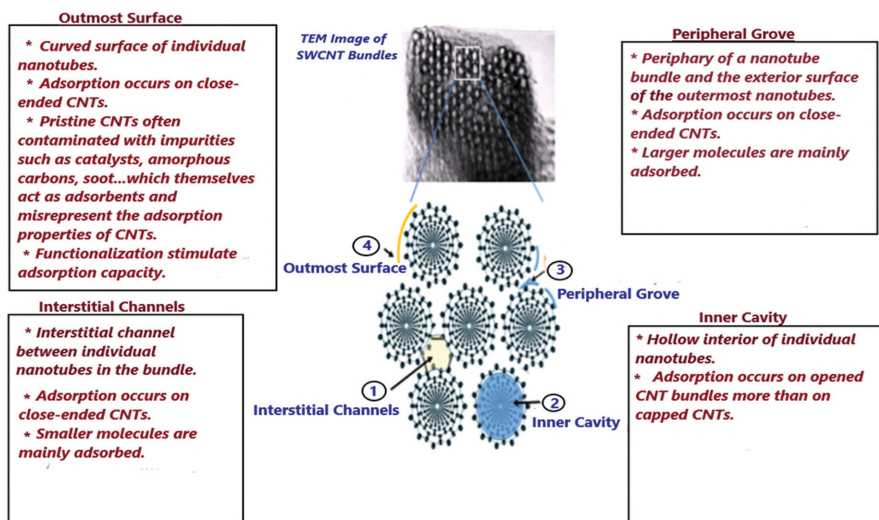 Outmost Surface
* Curved surface of individual
nanotubes.
* Adsorption occurs on close-
ended CNTs.
* Pristine CNTs often
contaminated with impurities
such as catalysts, amorphous
carbons, soot...which themselves
act as adsorbents and
misrepresent the adsorption
properties of CNTs.
* Functionalization stimulate
adsorption capacity.
TEM Image of
SWCNT Bundles
Peripheral Grove
* Periphary of a nanotube
bundle and the exterior surface
of the outermost nanotubes.
* Adsorption occurs on close-
ended CNTs.
* Larger molecules are mainly
adsorbed.
4
Outmost Surface
3
Peripheral Grove
1
Interstitial Channels
2
Inner Cavity
Interstitial Channels
* Interstitial channel
between individual
nanotubes in the bundle.
* Adsorption occurs on
close-ended CNTs.
* Smaller molecules are
mainly adsorbed.
Inner Cavity
* Hollow interior of individual
nanotubes.
* Adsorption occurs on opened
CNT bundles more than on
capped CNTs.